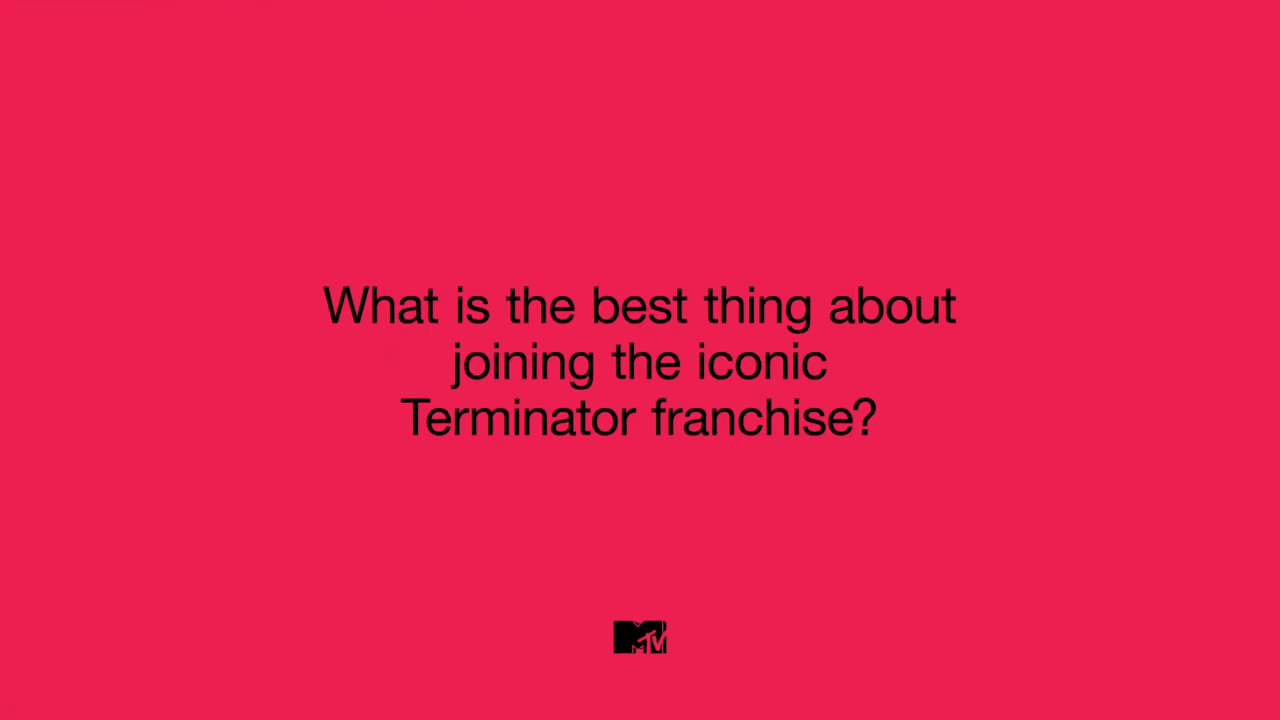 What is the best thing about
joining the iconic
Terminator franchise?
MTV